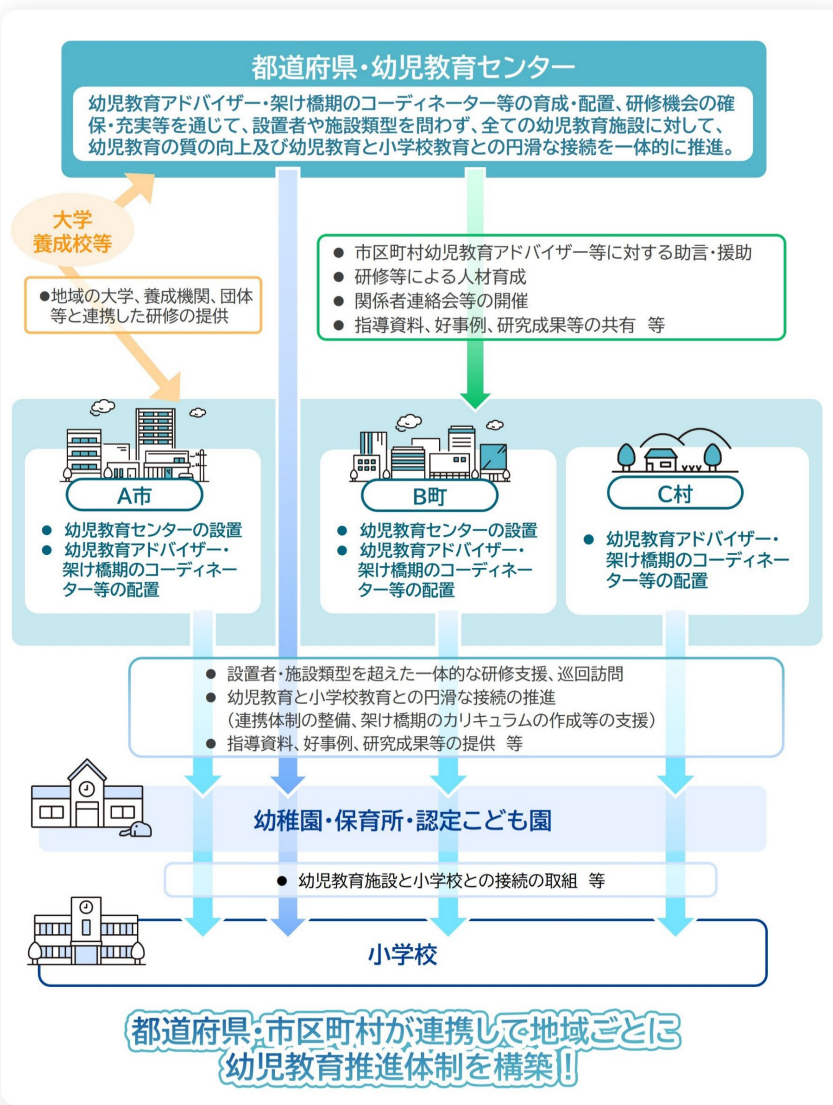 都道府県・幼児教育センター
幼児教育アドバイザー・架け橋期のコーディネーター等の育成・配置、研修機会の確
保・充実等を通じて、設置者や施設類型を問わず、全ての幼児教育施設に対して、
幼児教育の質の向上及び幼児教育と小学校教育との円滑な接続を一体的に推進。
大学
養成校等
●地域の大学、養成機関、団体
等と連携した研修の提供
● 市区町村幼児教育アドバイザー等に対する助言・援助
● 研修等による人材育成
● 関係者連絡会等の開催
● 指導資料、好事例、研究成果等の共有 等
A市
● 幼児教育センターの設置
● 幼児教育アドバイザー・
架け橋期のコーディネー
ター等の配置
B町
● 幼児教育センターの設置
● 幼児教育アドバイザー・
架け橋期のコーディネー
ター等の配置
C村
● 幼児教育アドバイザー・
架け橋期のコーディネー
ター等の配置
● 設置者・施設類型を超えた一体的な研修支援、巡回訪問
● 幼児教育と小学校教育との円滑な接続の推進
（連携体制の整備、架け橋期のカリキュラムの作成等の支援）
● 指導資料、好事例、研究成果等の提供 等
幼稚園・保育所・認定こども園
● 幼児教育施設と小学校との接続の取組 等
小学校
都道府県・市区町村が連携して地域ごとに
幼児教育推進体制を構築！